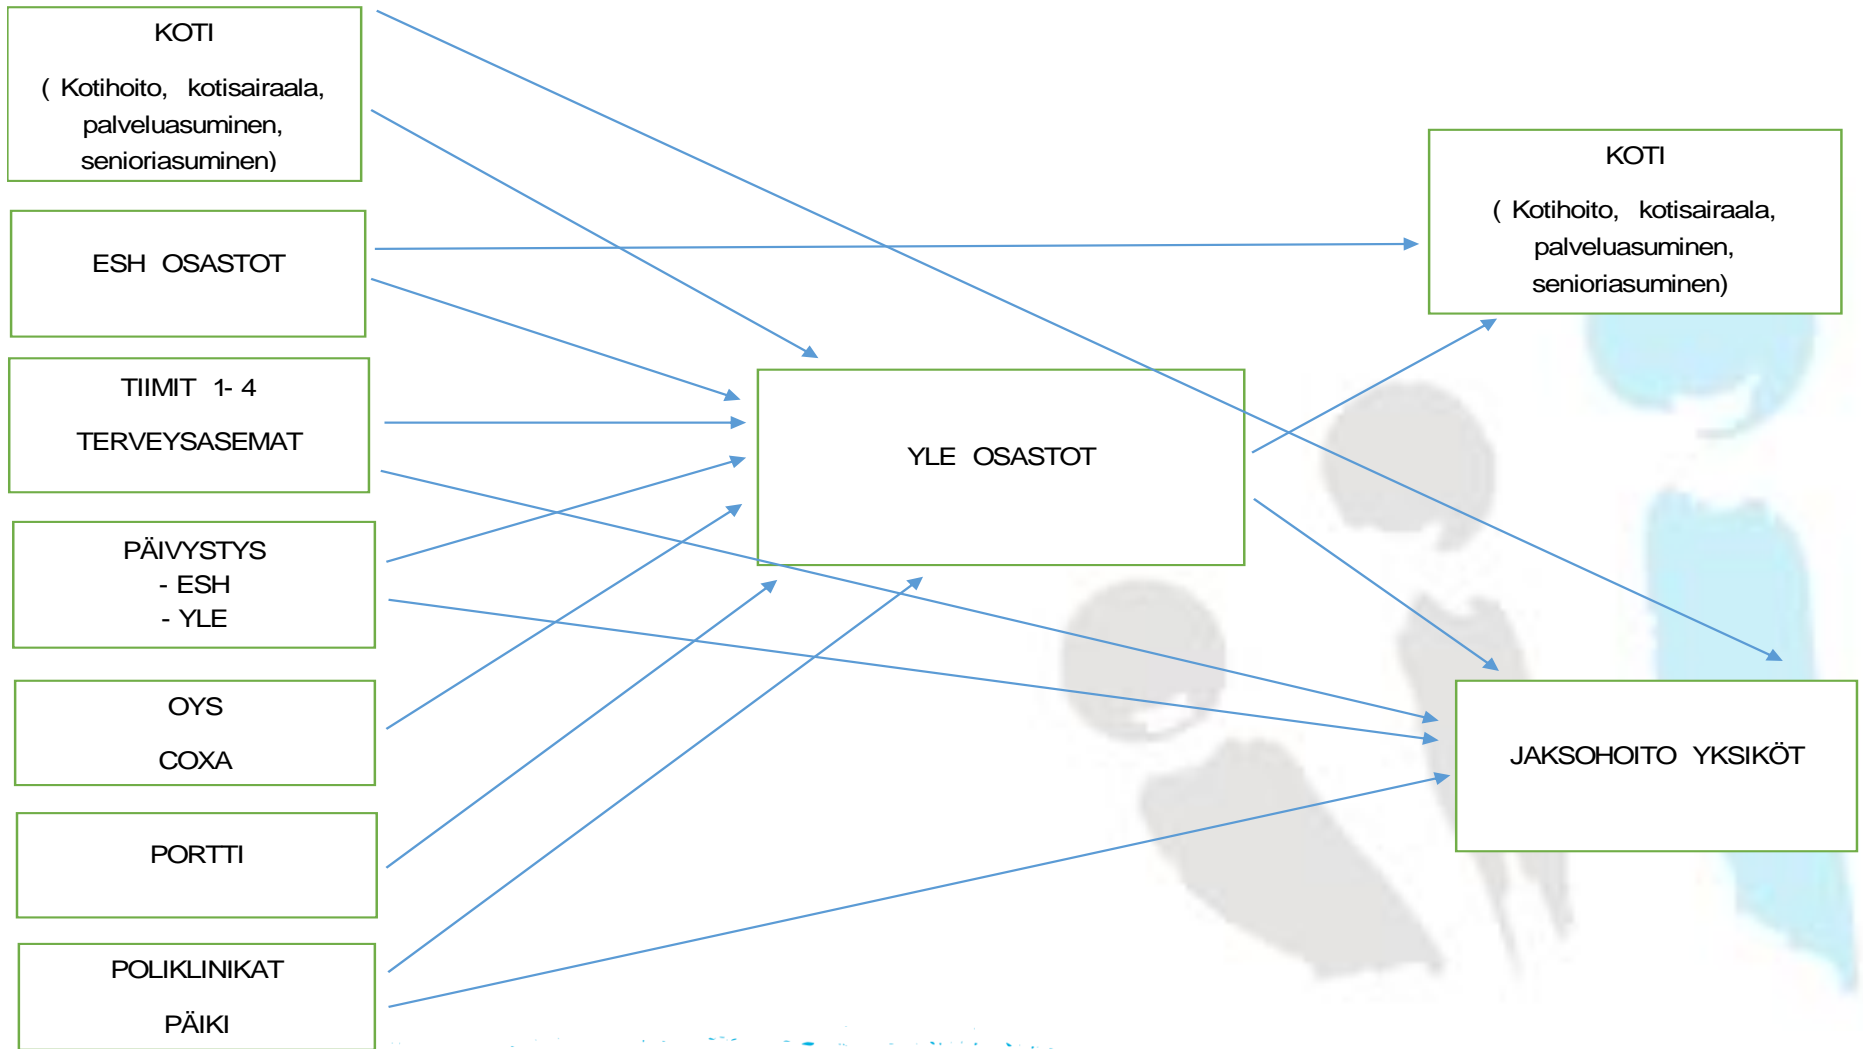 KOTI
( Kotihoito, kotisairaala,
palveluasuminen,
senioriasuminen)
ESH OSASTOT
TIIMIT 1- 4
TERVEYSASEMAT
PÄIVYSTYS
- ESH
- YLE
OYS
COXA
PORTTI
POLIKLINIKAT
PÄIKI
YLE OSASTOT
KOTI
( Kotihoito, kotisairaala,
palveluasuminen,
senioriasuminen)
JAKSOHOITO YKSIKÖT